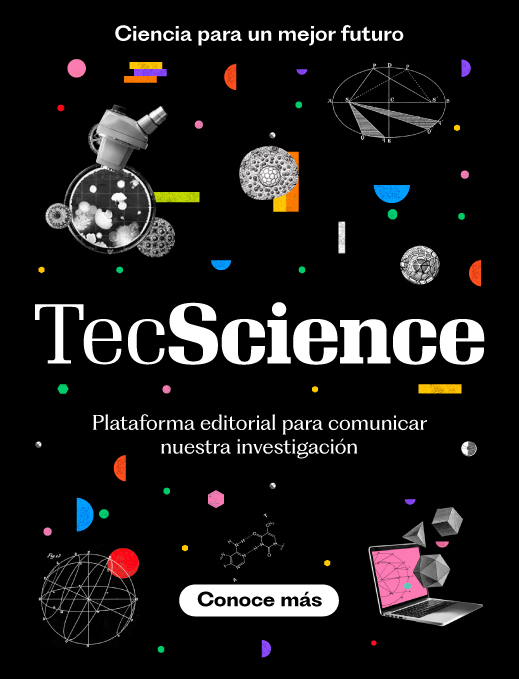 Ciencia para un mejor futuro
TecScience
Plataforma editorial para comunicar
nuestra investigación
Conoce más